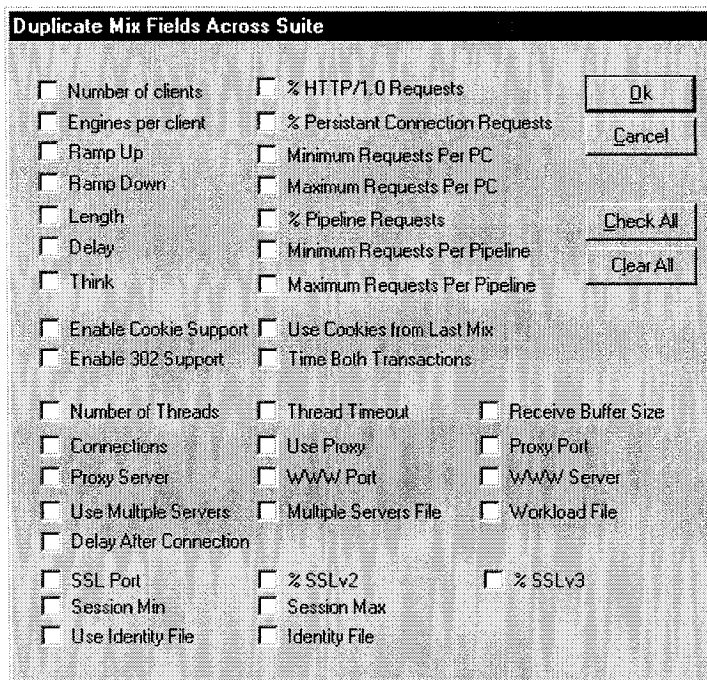 Duplicate Mix Fields Across Suite
Number of clients
% HTTP/1.0 Requests
Ok
Engines per client
% Persistant Connection Requests
Cancel
Ramp Up
Minimum Requests Per PC
Ramp Down
Maximum Requests Per PC
Length
% Pipeline Requests
Check All
Delay
Minimum Requests Per Pipeline
Clear All
Think
Maximum Requests Per Pipeline
Enable Cookie Support
Use Cookies from Last Mix
Enable 302 Support
Time Both Transactions
Number of Threads
Thread Timeout
Receive Buffer Size
Connections
Use Proxy
Proxy Port
Proxy Server
WWW Port
WWW Server
Use Multiple Servers
Multiple Servers File
Workload File
Delay After Connection
SSL Port
% SSLv2
% SSLv3
Session Min
Session Max
Use Identity File
Identity File